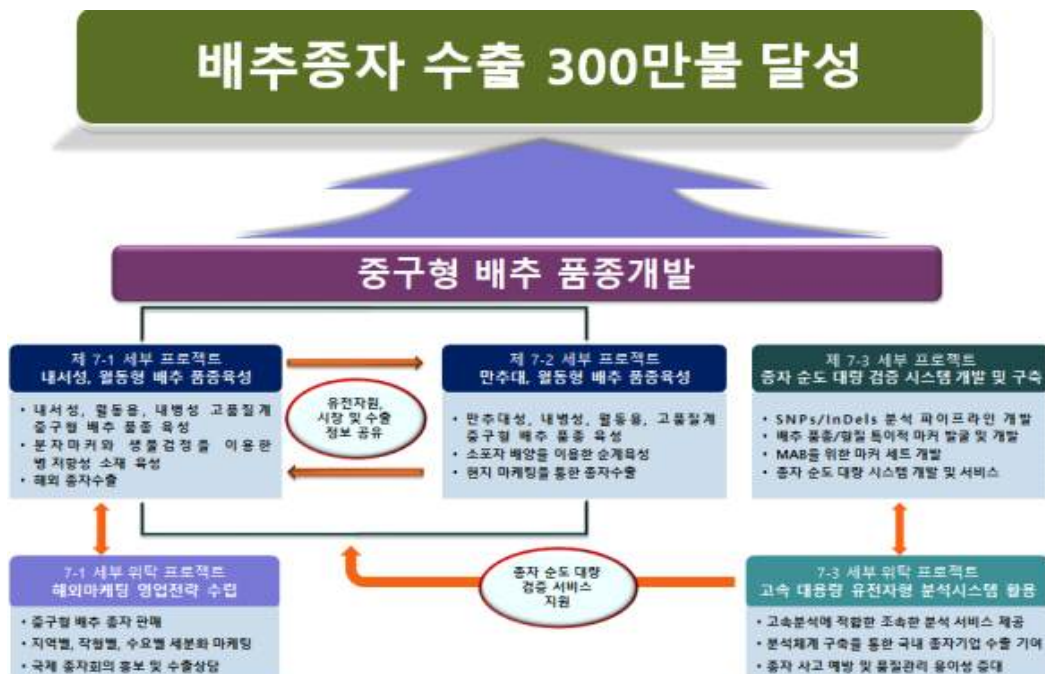 배추종자 수출 300만불 달성
중구형 배추 품종개발
제 7-1 세부 프로젝트
내서성, 월동형 배추 품종육성
• 내서성, 월동용, 내병성 고품질계
중구형 배추 품종 육성
• 분자마커와 생물검정을 이용한
병 저항성 소재 육성
• 해외 종자수출
유전자원,
시장 및 수출
정보 공유
제 7-2 세부 프로젝트
만추대, 월동형 배추 품종육성
• 만추대성, 내병성, 월동용, 고품질계
중구형 배추 품종 육성
• 소포자 배양을 이용한 순계육성
• 현지 마케팅을 통한 종자수출
제 7-3 세부 프로젝트
종자 순도 대량 검증 시스템 개발 및 구축
• SNPs/InDels 분석 파이프라인 개발
• 배추 품종/형질 특이적 마커 발굴 및 개발
• MAB를 위한 마커 세트 개발
• 종자 순도 대량 시스템 개발 및 서비스
7-1 세부 위탁 프로젝트
해외마케팅 영업전략 수립
• 중구형 배추 종자 판매
• 지역별, 작형별, 수요별 세분화 마케팅
• 국제 종자회의 홍보 및 수출상담
종자 순도 대량
검증 서비스
지원
7-3 세부 위탁 프로젝트
고속 대용량 유전자형 분석시스템 활용
• 고속분석에 적합한 조속한 분석 서비스 제공
• 분석체계 구축을 통한 국내 종자기업 수출 기여
• 종자 사고 예방 및 품질관리 용이성 증대